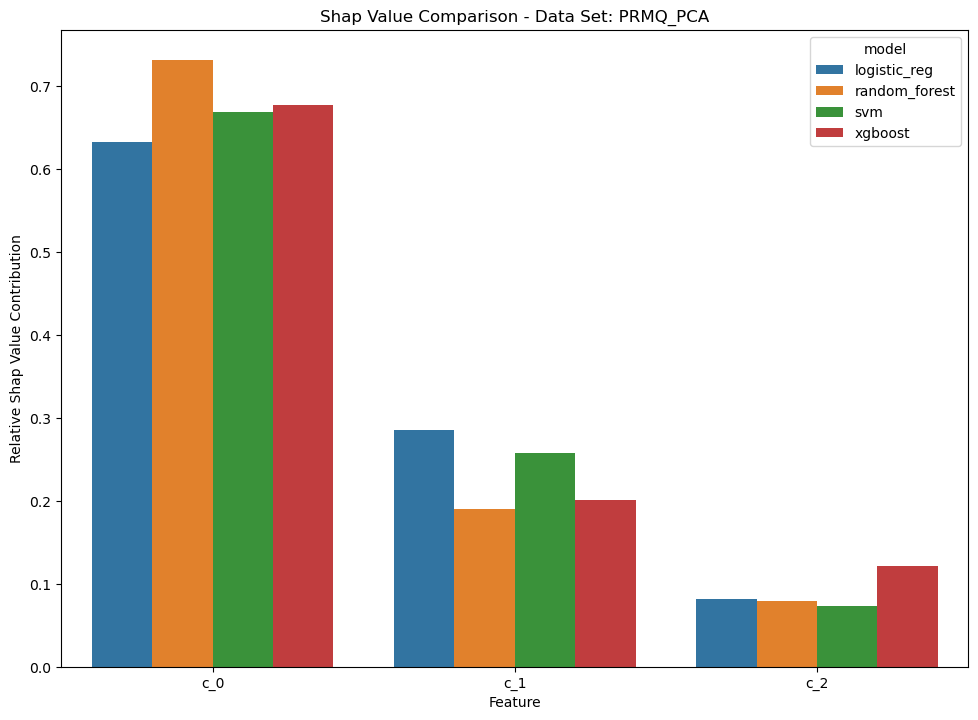 Shap Value Comparison - Data Set: PRMQ_PCA
model
logistic_reg
random_forest
svm
xgboost
Relative Shap Value Contribution
0.7
0.6
0.5
0.4
0.3
0.2
0.1
0.0
c_0
c_1
c_2
Feature